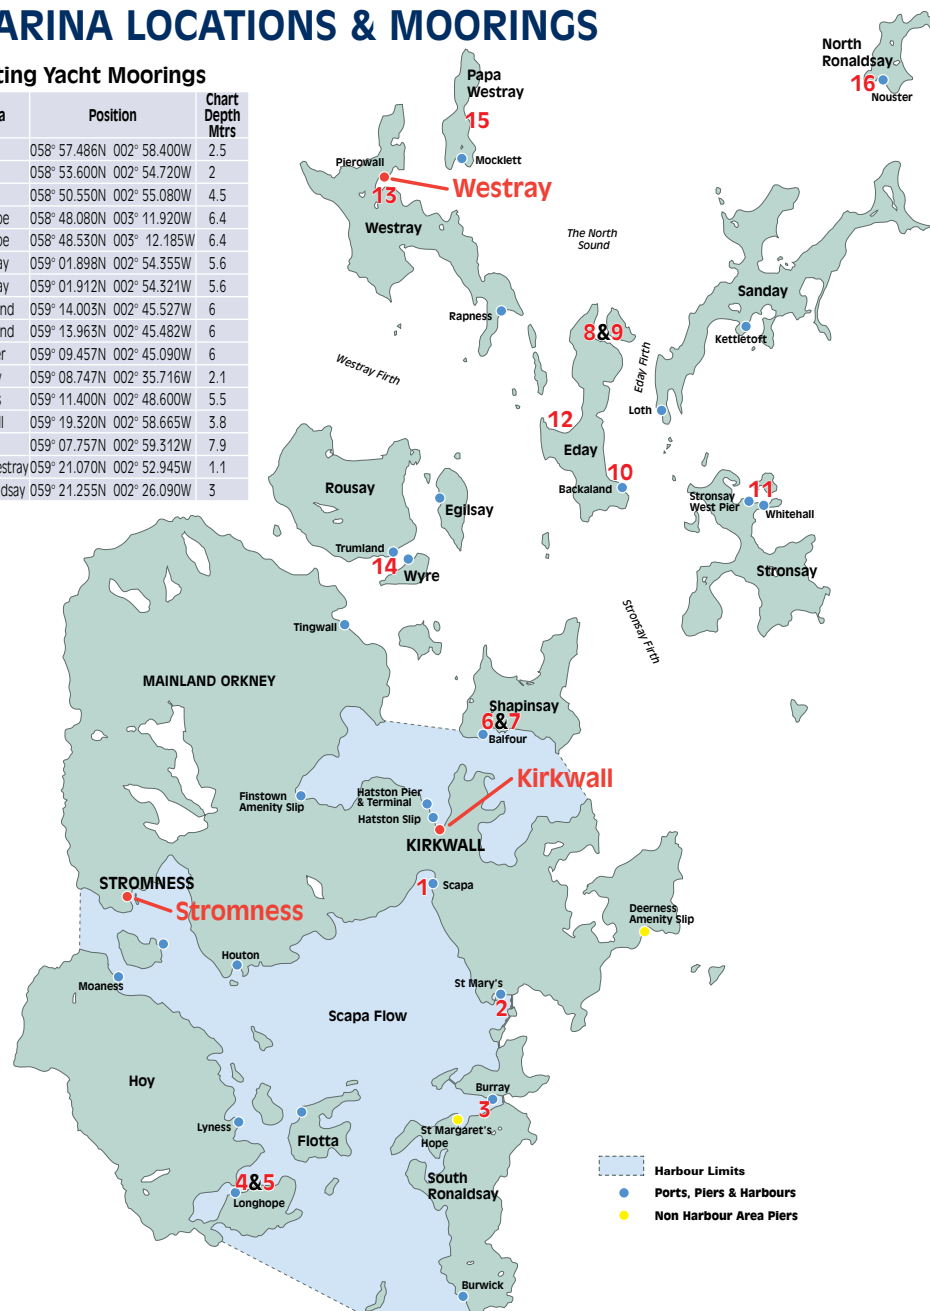 ARINA LOCATIONS & MOORINGS
ting Yacht Moorings
a Position Chart Depth Mtrs
058° 57.486N 002° 58.400W 2.5
058° 53.600N 002° 54.720W 2
058° 50.550N 002° 55.080W 4.5
pe 058° 48.080N 003° 11.920W 6.4
pe 058° 48.530N 003° 12.185W 6.4
ay 059° 01.898N 002° 54.355W 5.6
ay 059° 01.912N 002° 54.321W 5.6
nd 059° 14.003N 002° 45.527W 6
nd 059° 13.963N 002° 45.482W 6
er 059° 09.457N 002° 45.090W 6
y 059° 08.747N 002° 35.716W 2.1
s 059° 11.400N 002° 48.600W 5.5
ll 059° 19.320N 002° 58.665W 3.8
059° 07.757N 002° 59.312W 7.9
estray 059° 21.070N 002° 52.945W 1.1
dsay 059° 21.255N 002° 26.090W 3
North
Ronaldsay
16
Nouster
Papa
Westray
15
Mocklett
Pierowall
13
Westray
Westray
The North
Sound
Rapness
Westray Firth
8&9
Eday Firth
Sanday
Kettletoft
Loth
12
Eday
10
Backaland
11
Stronsay
West Pier
Whitehall
Stronsay
Stronsay Firth
Rousay
Egilsay
Trumland
14
Wyre
Tingwall
MAINLAND ORKNEY
Shapinsay
6&7
Balfour
Kirkwall
Finstown
Amenity Slip
Hatston Pier
& Terminal
Hatston Slip
KIRKWALL
STROMNESS
Stromness
1
Scapa
Deerness
Amenity Slip
Houton
Moaness
St Mary's
2
Scapa Flow
Hoy
Burray
3
Lyness
Flotta
St Margaret's
Hope
4&5
Longhope
South
Ronaldsay
Burwick
Harbour Limits
Ports, Piers & Harbours
Non Harbour Area Piers